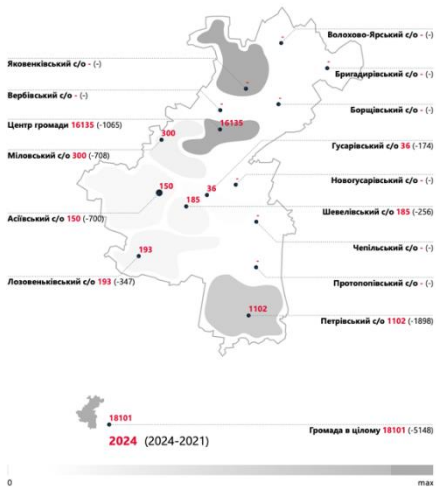 Волохово-Ярський с/о - (-)
Яковенківський с/о - (-)
Бригадирівський с/о - (-)
Вербівський с/о - (-)
Борщівський с/о - (-)
Центр громади 16135 (-1065)
16135
300
Гусарівський с/о 36 (-174)
Міловський с/о 300 (-708)
Новогусарівський с/о - (-)
150
36
185
Шевелівський с/о 185 (-256)
Асіївський с/о 150 (-700)
Чепільський с/о - (-)
193
Лозовеньківський с/о 193 (-347)
Протопопівський с/о - (-)
1102
Петрівський с/о 1102 (-1898)
18101
Громада в цілому 18101 (-5148)
2024 (2024-2021)
0 max